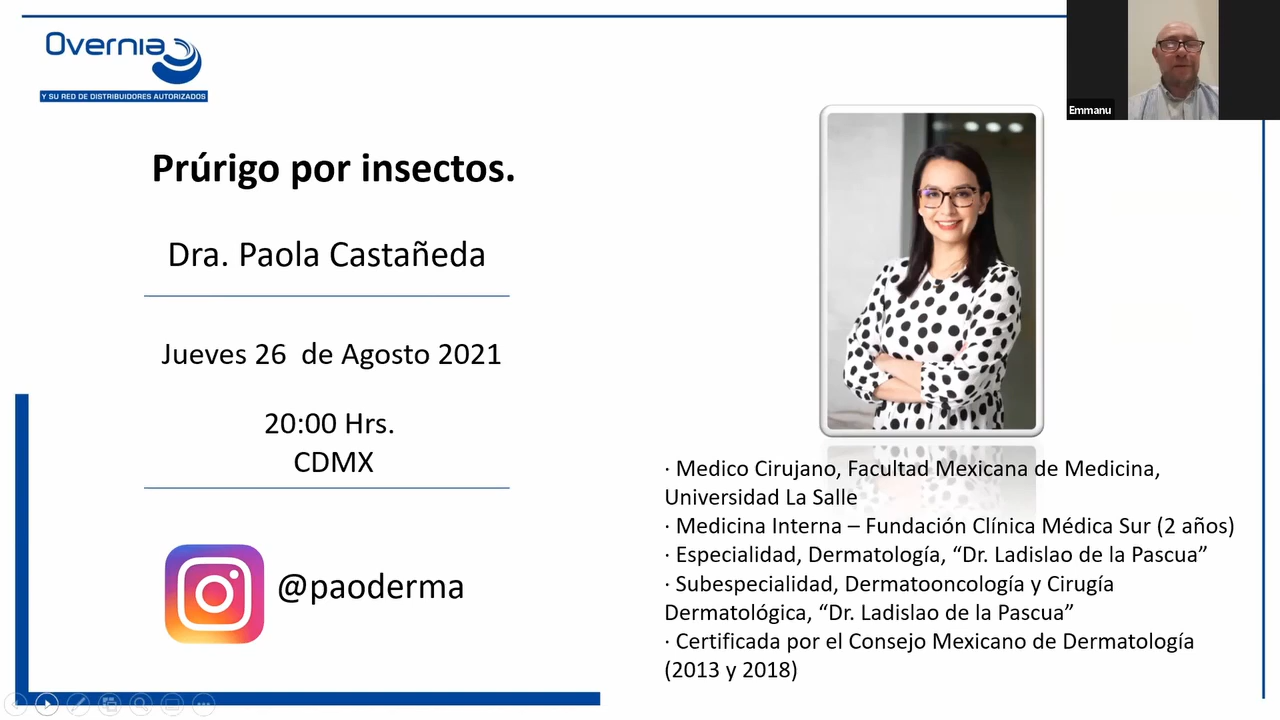 Overnia
Y SU RED DE DISTRIBUIDORES AUTORIZADOS
Emmanu
Prúrigo por insectos.
Dra. Paola Castañeda
Jueves 26 de Agosto 2021
20:00 Hrs.
CDMX
@paoderma
· Medico Cirujano, Facultad Mexicana de Medicina,
Universidad La Salle
· Medicina Interna – Fundación Clínica Médica Sur (2 años)
· Especialidad, Dermatología, “Dr. Ladislao de la Pascua”
· Subespecialidad, Dermatooncología y Cirugía
Dermatológica, “Dr. Ladislao de la Pascua”
· Certificada por el Consejo Mexicano de Dermatología
(2013 y 2018)